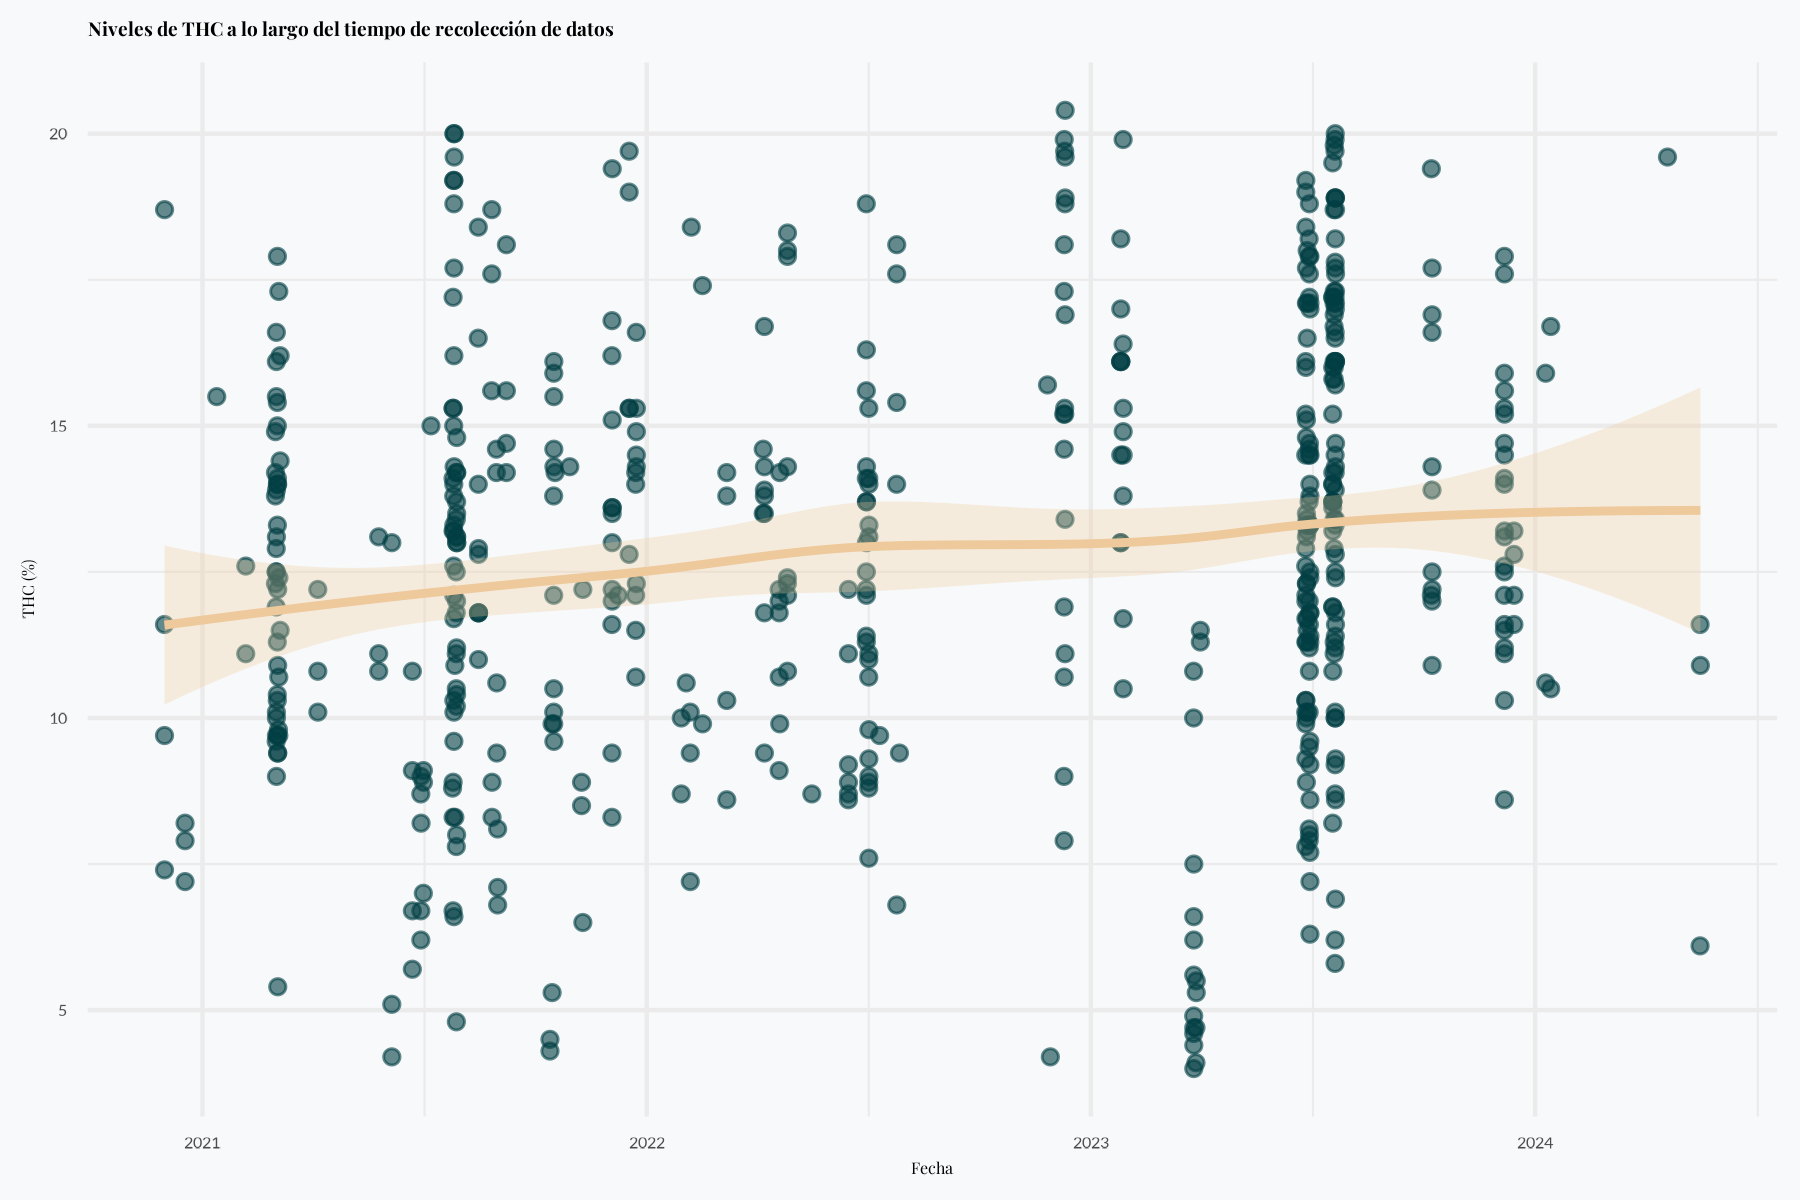 Niveles de THC a lo largo del tiempo de recolección de datos
THC (%)
20
15
10
5
2021
2022
2023
2024
Fecha